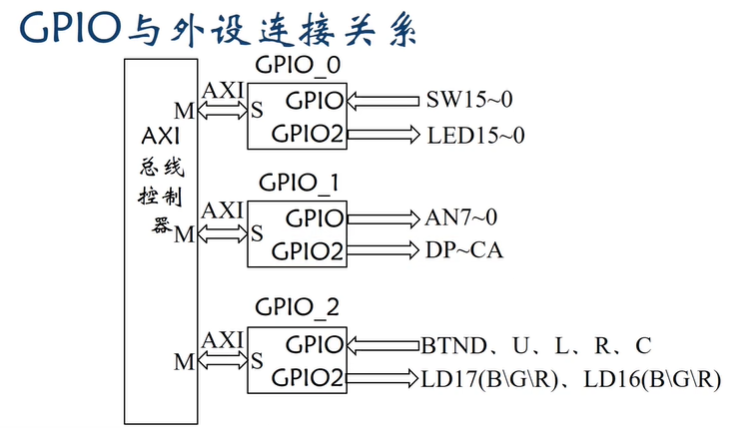 GPIO与外设连接关系
GPIO_0
AXI
M
S
GPIO
SW15~0
GPIO2
LED15~0
AXI
总线
控制
器
GPIO_1
AXI
M
S
GPIO
AN7~0
GPIO2
DP~CA
GPIO_2
AXI
M
S
GPIO
BTND、U、L、R、C
GPIO2
LD17(B\G\R)、LD16(B\G\R)